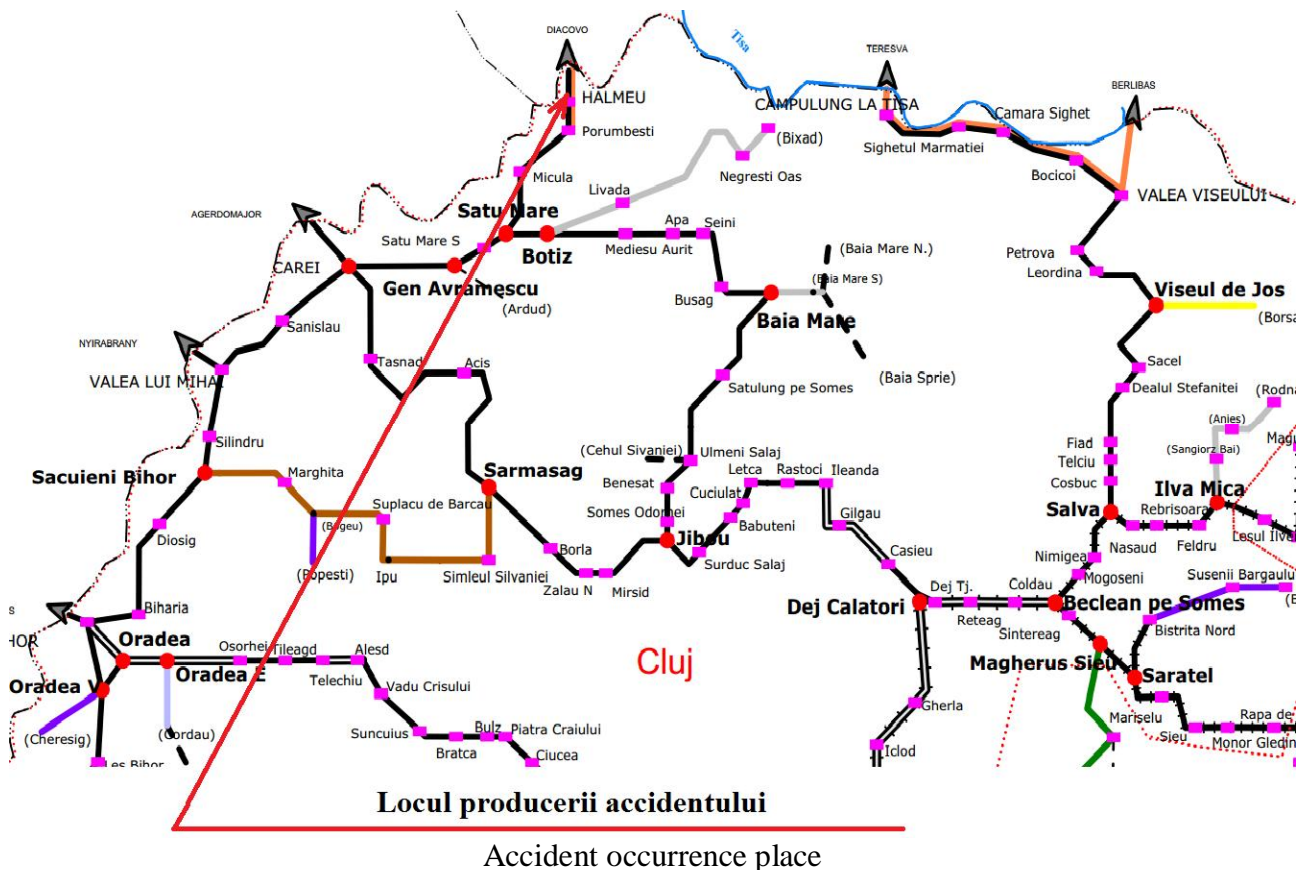 DIACOVO
Tisa
TERESVA
BERLIBAS
HALMEU
CAMPULUNG LA TISA
Camara Sighet
Porumbesti
(Bixad)
Sighetul Marmatiei
Negresti Oas
Bocicoi
Micula
Livada
VALEA VISEULUI
AGERDOMAJOR
Satu Mare
Apa
Seini
Satu Mare S
Botiz
Mediesu Aurit
(Baia Mare N.)
Petrova
CAREI
Leordina
(Baia Mare S)
Gen Avramescu
Busag
Viseul de Jos
(Ardud)
(Borsa
Sanislau
Baia Mare
NYIRABRANY
Tasnad
Acis
Sacel
VALEA LUI MIHAI
Satulung pe Somes
(Baia Sprie)
Dealul Stefanitei
(Rodna
(Anies)
Silindru
Fiad
Magu
(Cehul Sivaniei)
Ulmeni Salaj
(Sangiorz Bai)
Sacuieni Bihor
Marghita
Sarmasag
Letca
Rastoci
Ileanda
Telciu
Benesat
Cosbuc
Ilva Mica
Suplacu de Barcau
Cuciulat
Somes Odorhei
Salva
Rebrisoara
Gilgau
Babuteni
Diosig
Jibou
Nasaud
Feldru
Lesul Ilvei
Borla
Casieu
Nimigea
(Popesti)
Ipu
Simleul Silvaniei
Surduc Salaj
Zalau N
Mirsid
Mogoseni
Susenii Bargaului
Dej Tj.
Coldau
Biharia
Dej Calatori
Beclean pe Somes
Reteag
Sintereag
Bistrita Nord
Oradea
Osorhei
Tileagd
Alesd
Cluj
Oradea E
Telechiu
Magherus Sieu
Saratel
Oradea V
Vadu Crisului
Gherla
Mariselu
Rapa de
(Cheresig)
(Cordau)
Suncuius
Bulz
Piatra Craiului
Sieu
Bratca
Iclod
Monor Gledin
Les Bihor
Ciucea
Locul producerii accidentului
Accident occurrence place